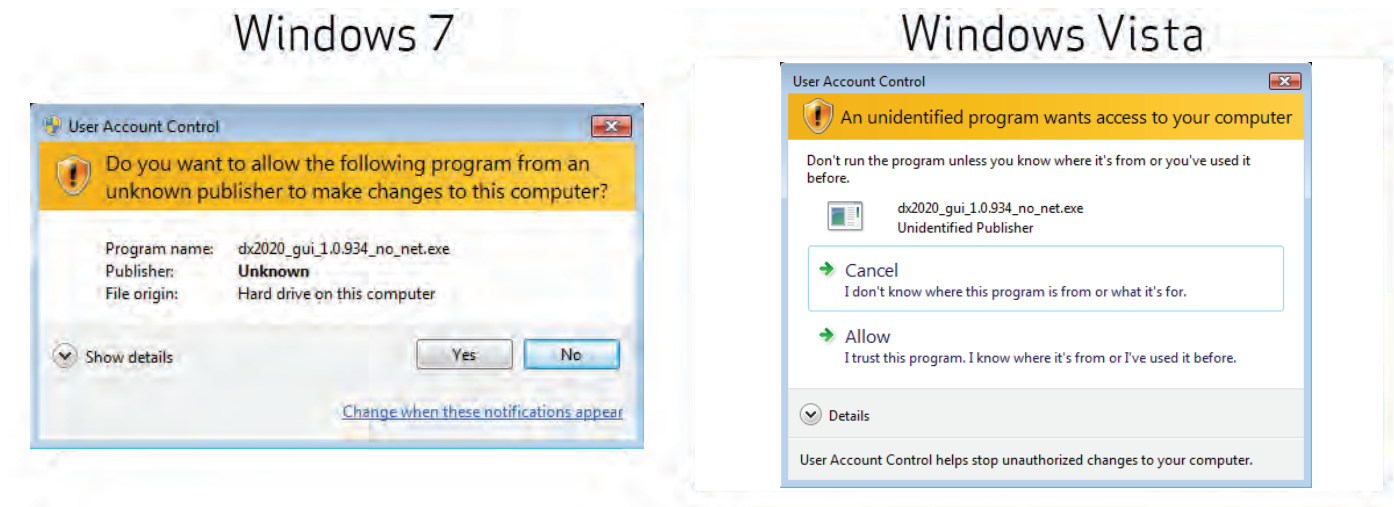 Windows 7
User Account Control
Do you want to allow the following program from an
unknown publisher to make changes to this computer?
Program name: dx2020_gui_1.0.934_no_net.exe
Publisher: Unknown
File origin: Hard drive on this computer
Show details
Yes
No
Change when these notifications appear
Windows Vista
User Account Control
An unidentified program wants access to your computer
Don't run the program unless you know where it's from or you've used it
before.
dx2020_gui_1.0.934_no_net.exe
Unidentified Publisher
Cancel
I don't know where this program is from or what it's for.
Allow
I trust this program. I know where it's from or I've used it before.
Details
User Account Control helps stop unauthorized changes to your computer.